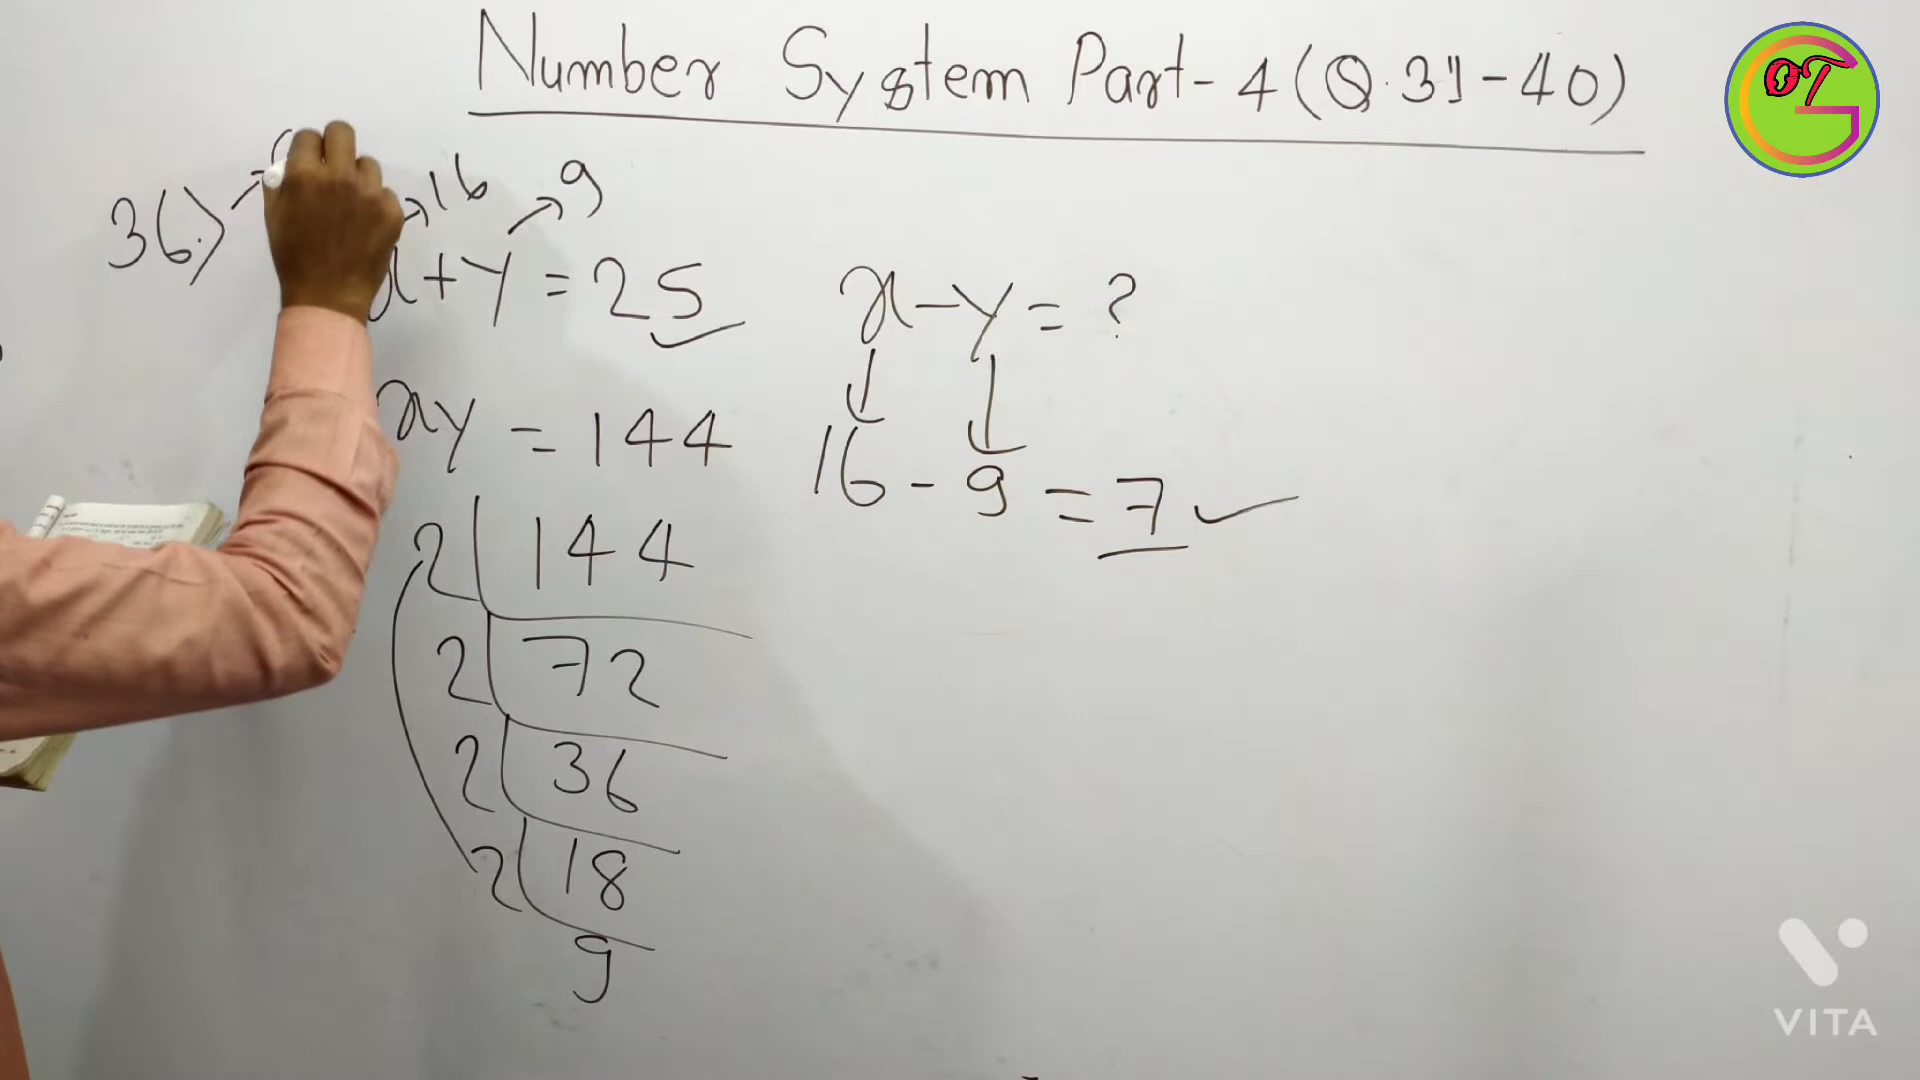 Number System Part-4 (Q.31-40)
OTG
36)
16 9
x+y = 25
x-y = ?
xy = 144
16 - 9 = 7 ✓
2 | 144
2 | 72
2 | 36
2 | 18
9
VITA